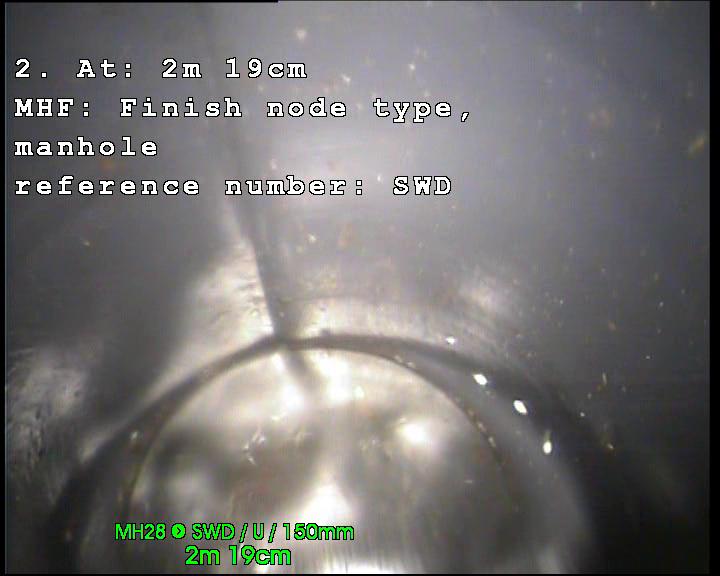 2. At: 2m 19cm
MHF: Finish node type,
manhole
reference number: SWD
MH28 → SWD / U / 150mm
2m 19cm